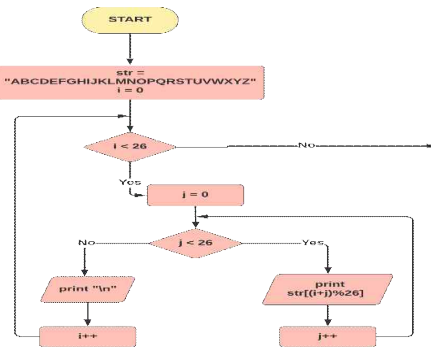 START
str =
"ABCDEFGHIJKLMNOPQRSTUVWXYZ"
i = 0
i < 26
No
Yes
j = 0
j < 26
No
Yes
print "\n"
print
str[(i+j)%26]
i++
j++